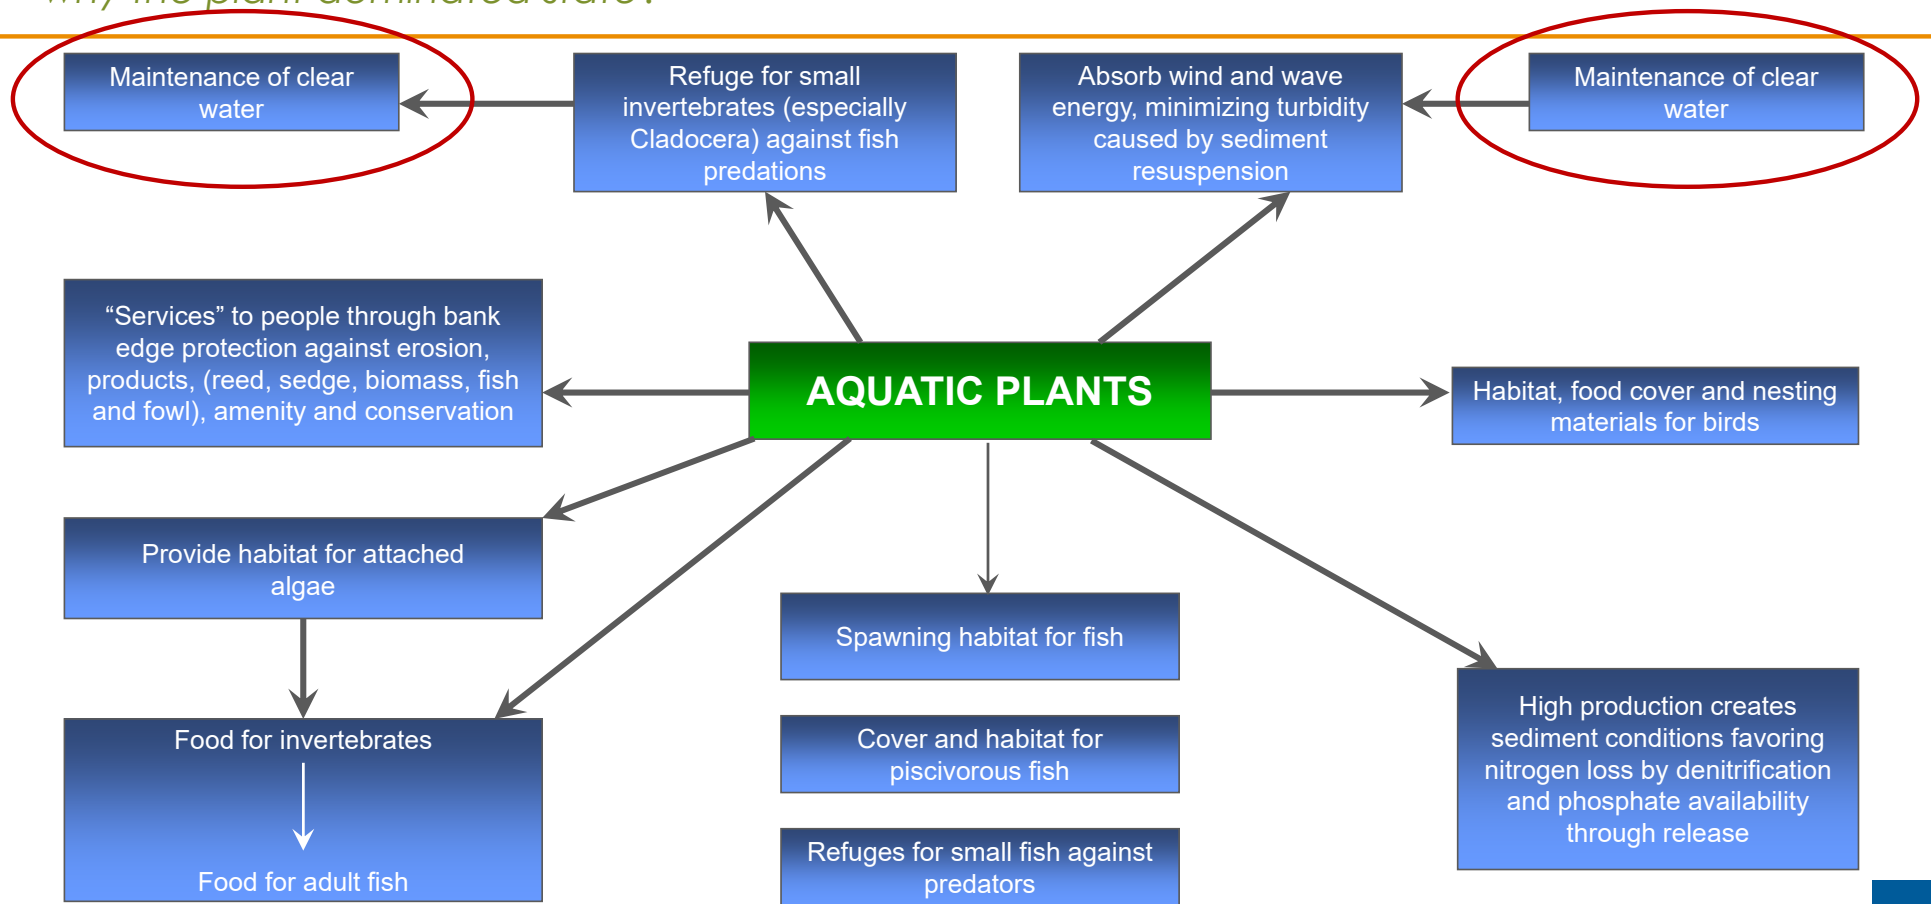 Why the plant-dominated state?
Maintenance of clear
water
Refuge for small
invertebrates (especially
Cladocera) against fish
predations
Absorb wind and wave
energy, minimizing turbidity
caused by sediment
resuspension
Maintenance of clear
water
“Services” to people through bank
edge protection against erosion,
products, (reed, sedge, biomass, fish
and fowl), amenity and conservation
AQUATIC PLANTS
Habitat, food cover and nesting
materials for birds
Provide habitat for attached
algae
Spawning habitat for fish
Food for invertebrates
Food for adult fish
Cover and habitat for
piscivorous fish
Refuges for small fish against
predators
High production creates
sediment conditions favoring
nitrogen loss by denitrification
and phosphate availability
through release